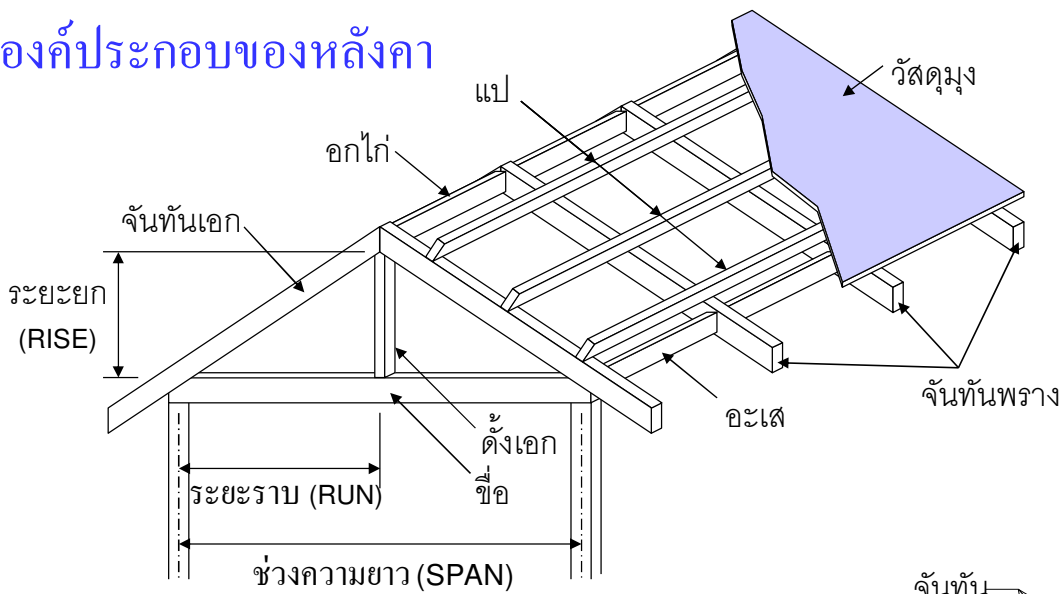 องค์ประกอบของหลังคา
วัสดุมุง
แป
อกไก่
จันทันเอก
ระยะยก
(RISE)
จันทันพราง
อะเส
ดั้งเอก
ขื่อ
ระยะราบ (RUN)
ช่วงความยาว (SPAN)
จันทัน